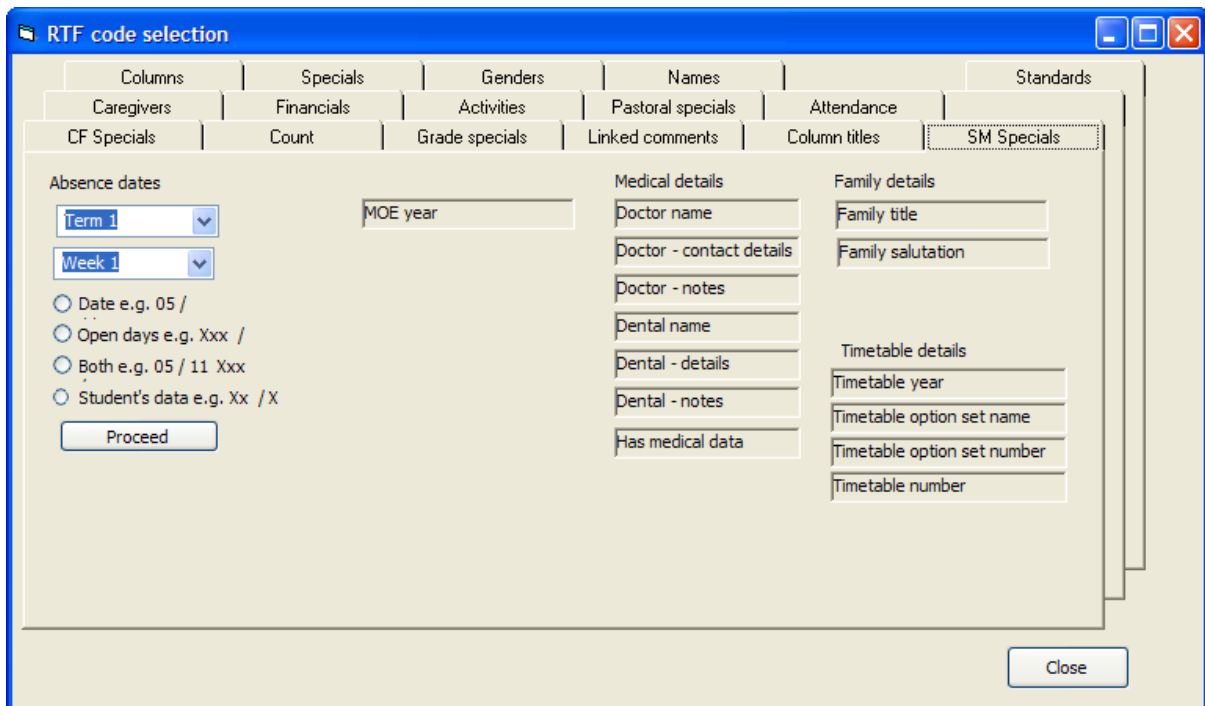 RTF code selection
Columns
Specials
Genders
Names
Standards
Caregivers
Financials
Activities
Pastoral specials
Attendance
CF Specials
Count
Grade specials
Linked comments
Column titles
SM Specials
Absence dates
Term 1
Week 1
Date e.g. 05 /
Open days e.g. Xxx /
Both e.g. 05 / 11 Xxx
Student's data e.g. Xx / X
Proceed
MOE year
Medical details
Doctor name
Doctor - contact details
Doctor - notes
Dental name
Dental - details
Dental - notes
Has medical data
Family details
Family title
Family salutation
Timetable details
Timetable year
Timetable option set name
Timetable option set number
Timetable number
Close